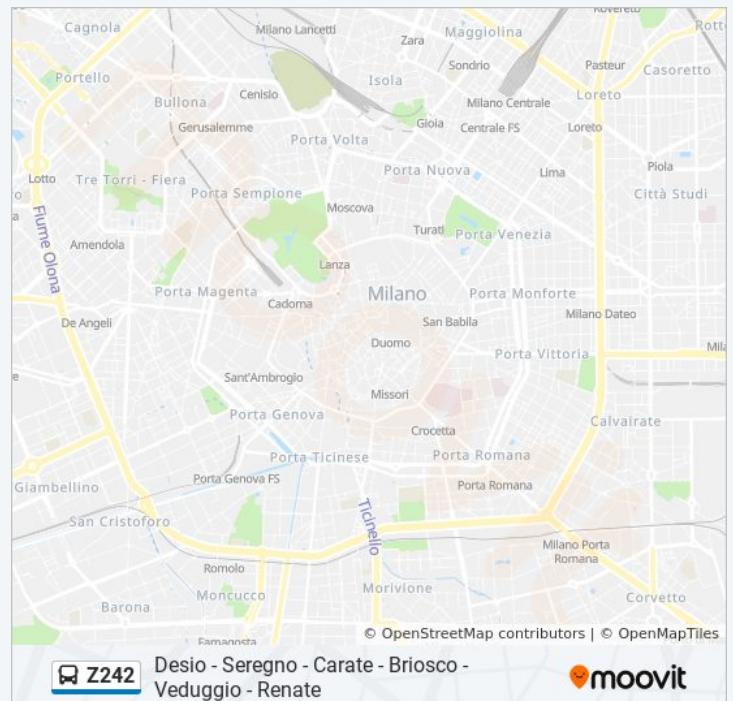 Cagnola
Milano Lancetti
Maggiolina
Rovereto
Zara
Sondrio
Pasteur
Casoretto
Portello
Isola
Cenisio
Bullona
Milano Centrale
Loreto
Gerusalemme
Gioia
Centrale FS
Loreto
Porta Volta
Lotto
Tre Torri - Fiera
Porta Nuova
Lima
Piola
Porta Sempione
Città Studi
Moscova
Fiume Olona
Turati
Porta Venezia
Amendola
Lanza
Porta Magenta
Milano
Porta Monforte
Cadorna
De Angeli
San Babila
Milano Dateo
Duomo
Porta Vittoria
Sant'Ambrogio
Missori
Porta Genova
Crocetta
Calvairate
Porta Ticinese
Porta Romana
Giambellino
Porta Genova FS
Porta Romana
Ticinello
San Cristoforo
Milano Porta
Romana
Romolo
Moncucco
Morivione
Corvetto
Barona
Famagosta
© OpenStreetMap contributors | © OpenMapTiles
Z242
Desio - Seregno - Carate - Briosco -
Veduggio - Renate
moovit